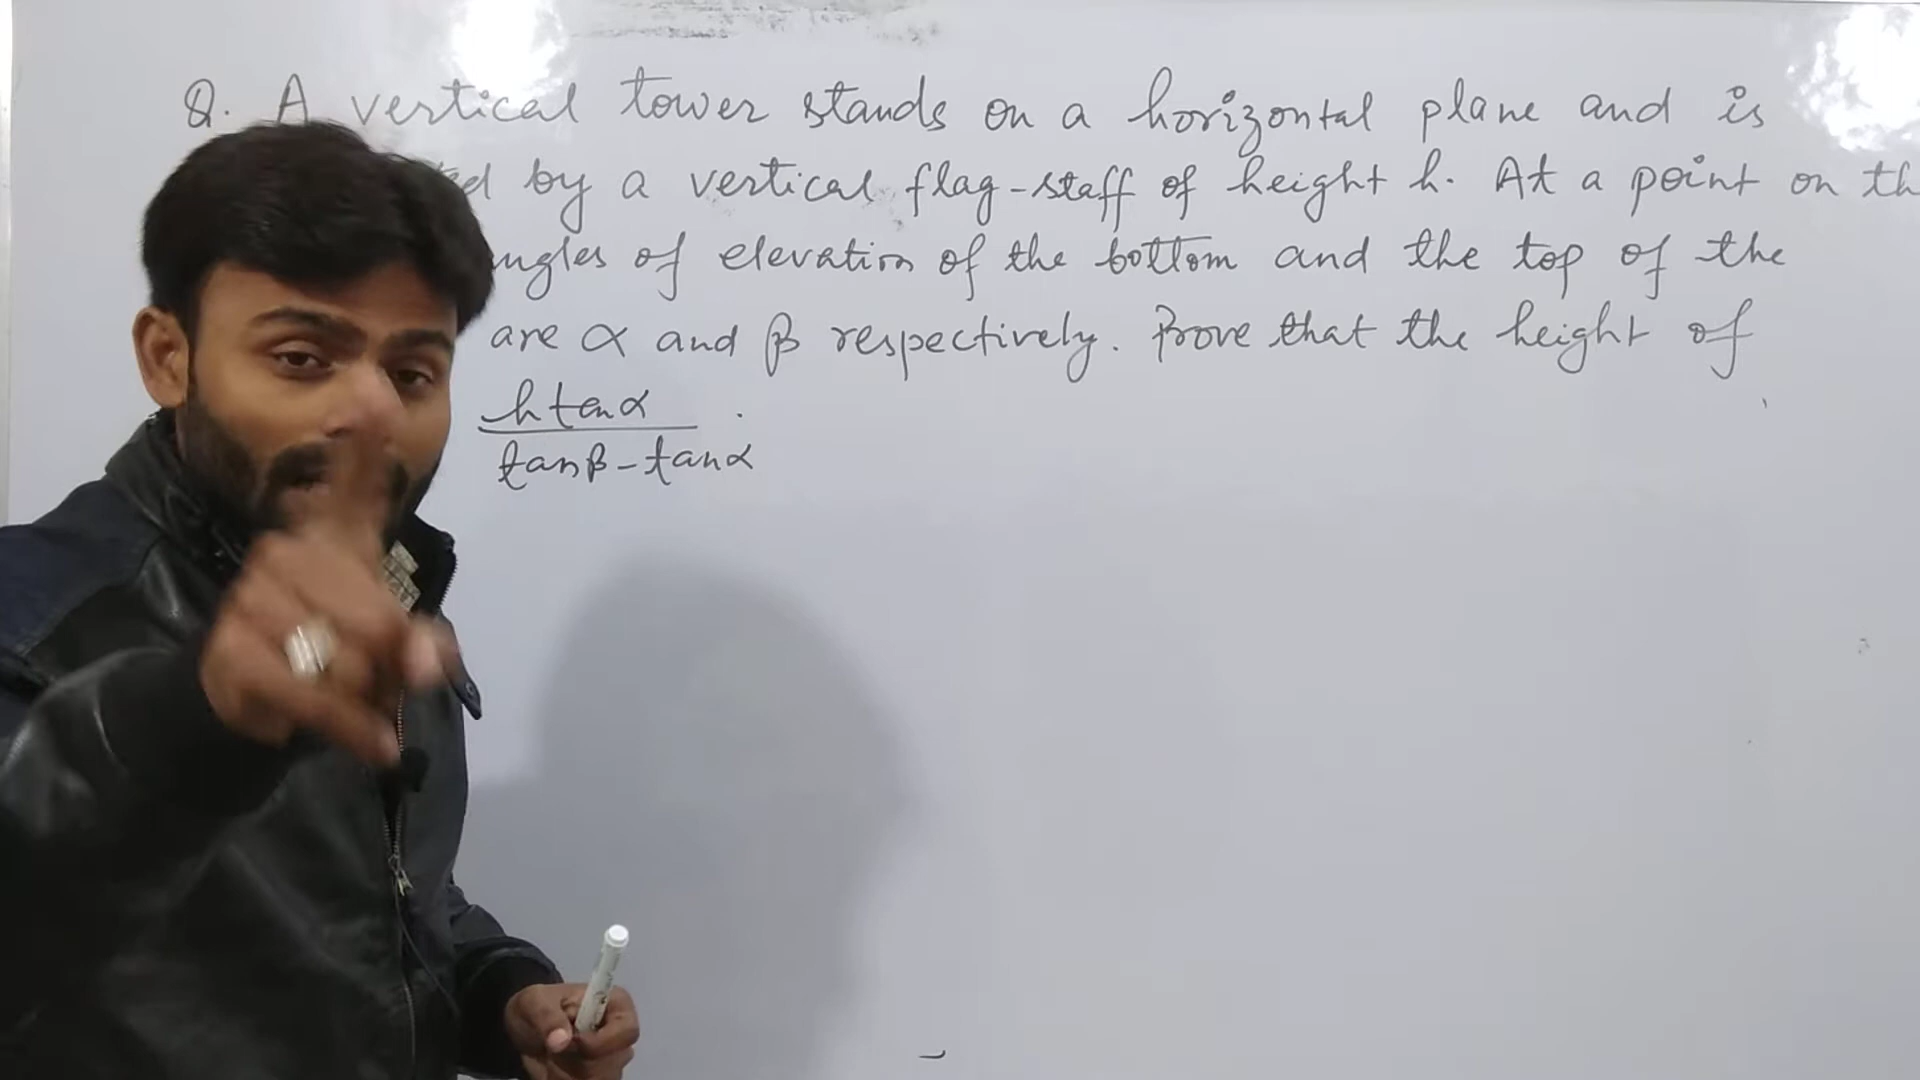 Q. A vertical tower stands on a horizontal plane and is
by a vertical flag-staff of height h. At a point on th
angles of elevation of the bottom and the top of the
are α and β respectively. Prove that the height of
h tanα
tanβ - tanα